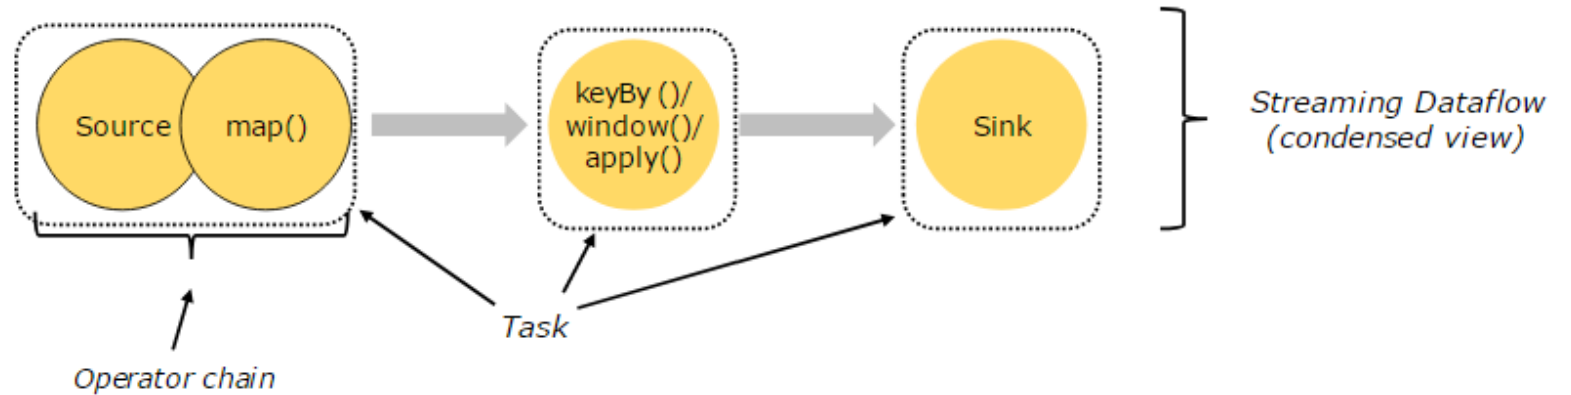 Source
map()
keyBy ()/
window()/
apply()
Sink
Streaming Dataflow
(condensed view)
Task
Operator chain